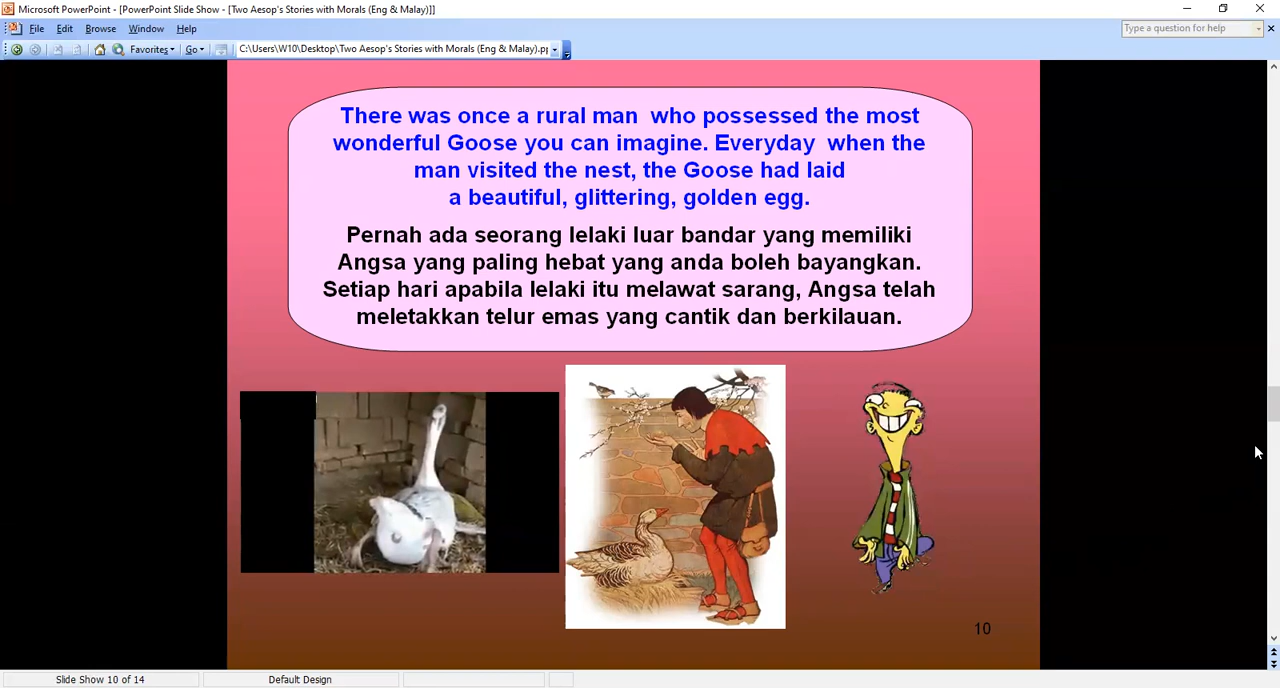 Microsoft PowerPoint - [PowerPoint Slide Show - [Two Aesop's Stories with Morals (Eng & Malay)]]
File Edit Browse Window Help
Type a question for help
Favorites Go C:\Users\W10\Desktop\Two Aesop's Stories with Morals (Eng & Malay).pp
There was once a rural man who possessed the most
wonderful Goose you can imagine. Everyday when the
man visited the nest, the Goose had laid
a beautiful, glittering, golden egg.
Pernah ada seorang lelaki luar bandar yang memiliki
Angsa yang paling hebat yang anda boleh bayangkan.
Setiap hari apabila lelaki itu melawat sarang, Angsa telah
meletakkan telur emas yang cantik dan berkilauan.
10
Slide Show 10 of 14 Default Design